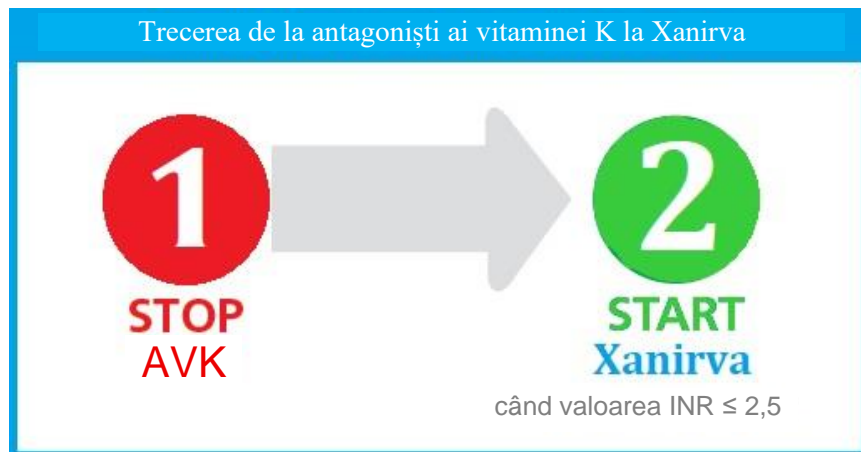 Trecerea de la antagoniști ai vitaminei K la Xanirva
1
STOP
AVK
2
START
Xanirva
când valoarea INR ≤ 2,5